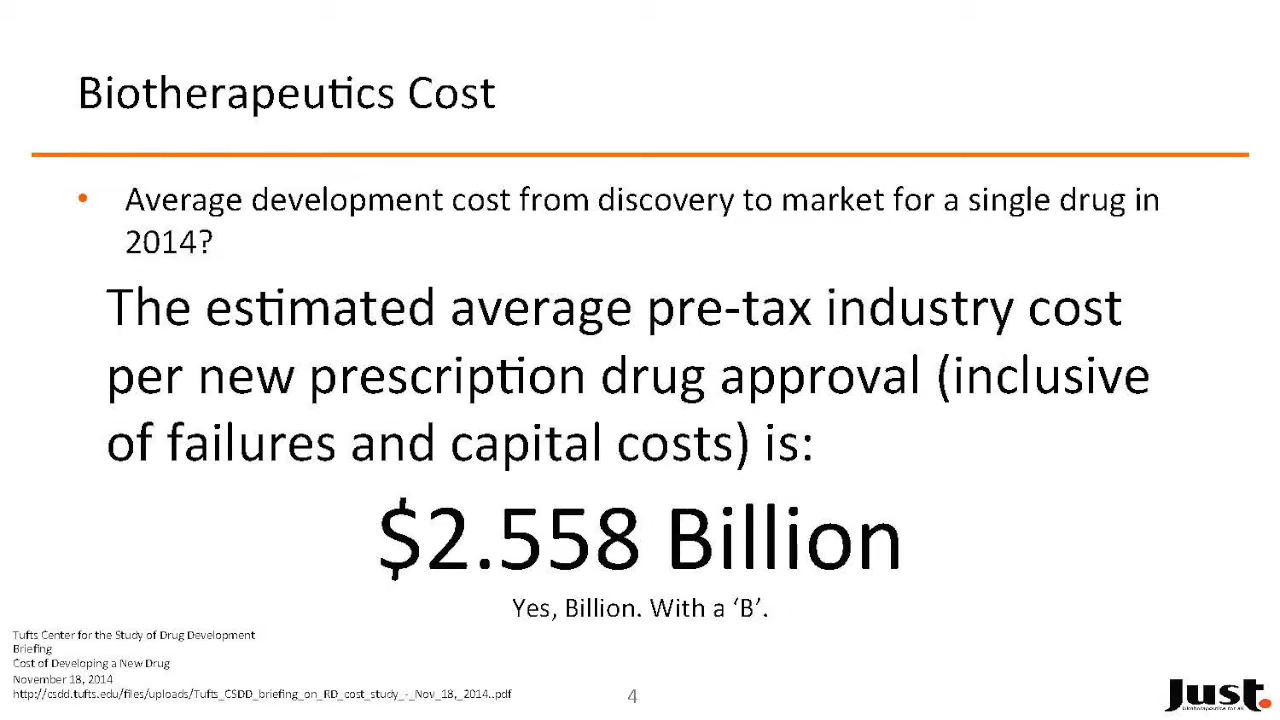 Biotherapeutics Cost
• Average development cost from discovery to market for a single drug in
2014?
The estimated average pre-tax industry cost
per new prescription drug approval (inclusive
of failures and capital costs) is:
$2.558 Billion
Yes, Billion. With a ‘B’.
Tufts Center for the Study of Drug Development
Briefing
Cost of Developing a New Drug
November 18, 2014
http://csdd.tufts.edu/files/uploads/Tufts_CSDD_briefing_on_RD_cost_study_-_Nov_18,_2014..pdf
4
Just.
biotherapeutics for all